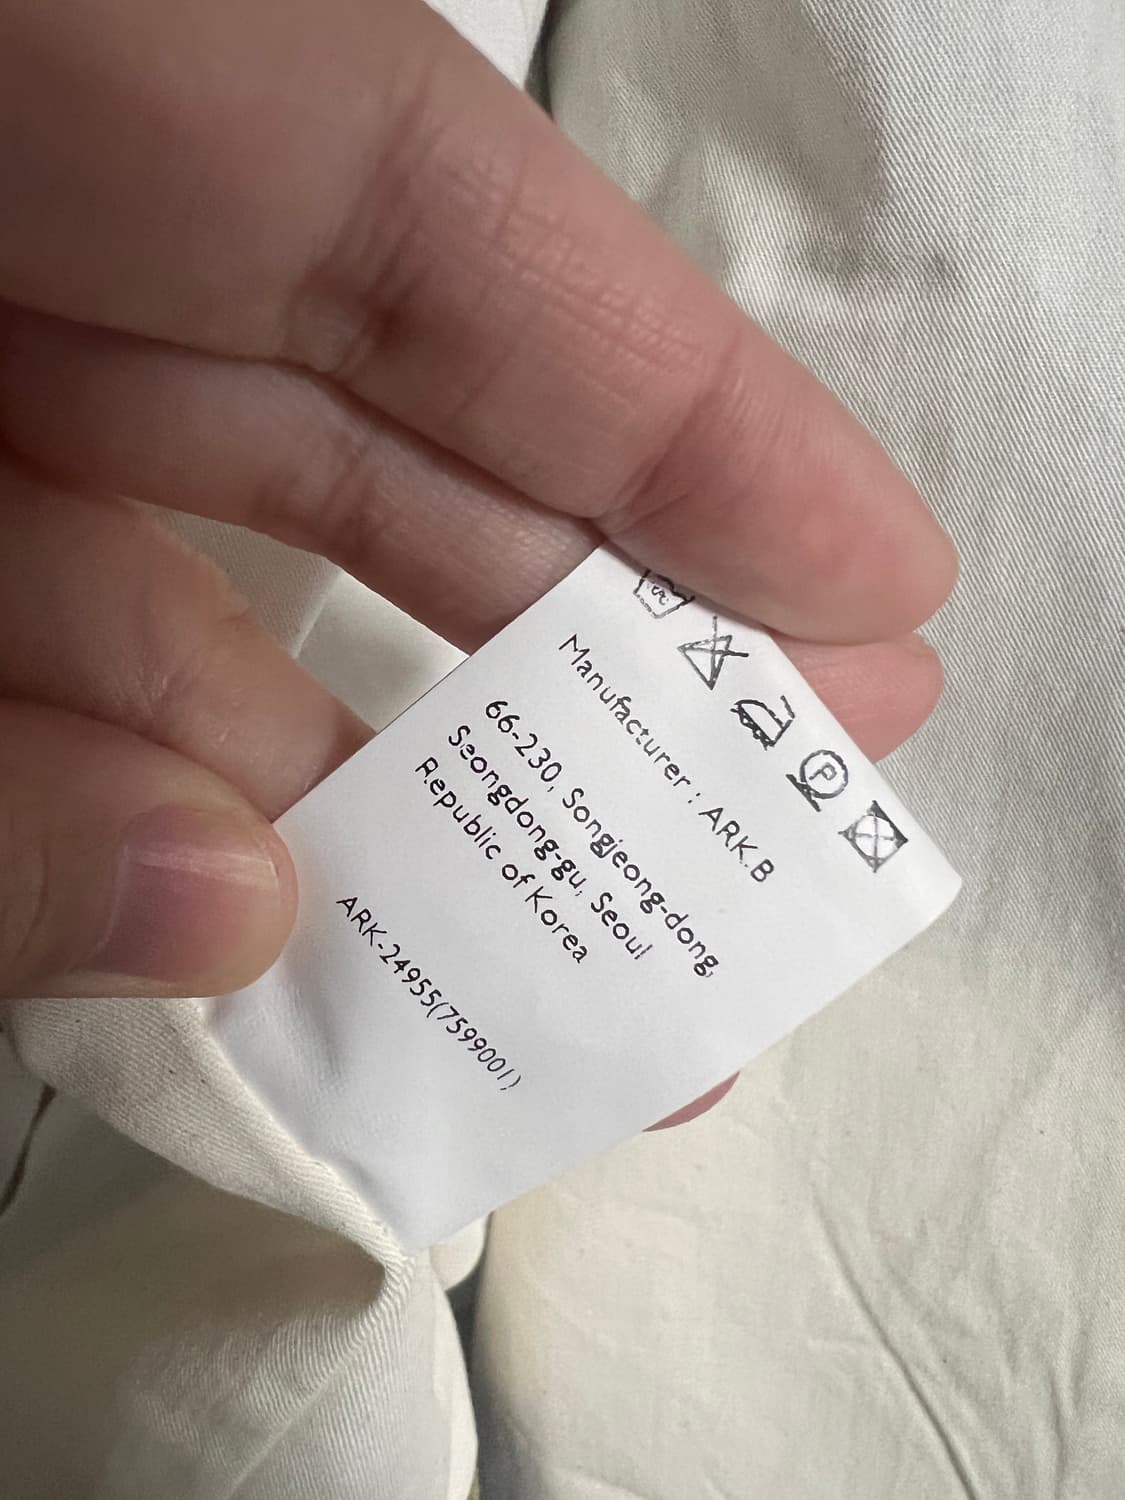 Manufacturer : ARK.B
66-230, Songjeong-dong,
Seongdong-gu, Seoul
Republic of Korea
ARK-24955(7599001)
P